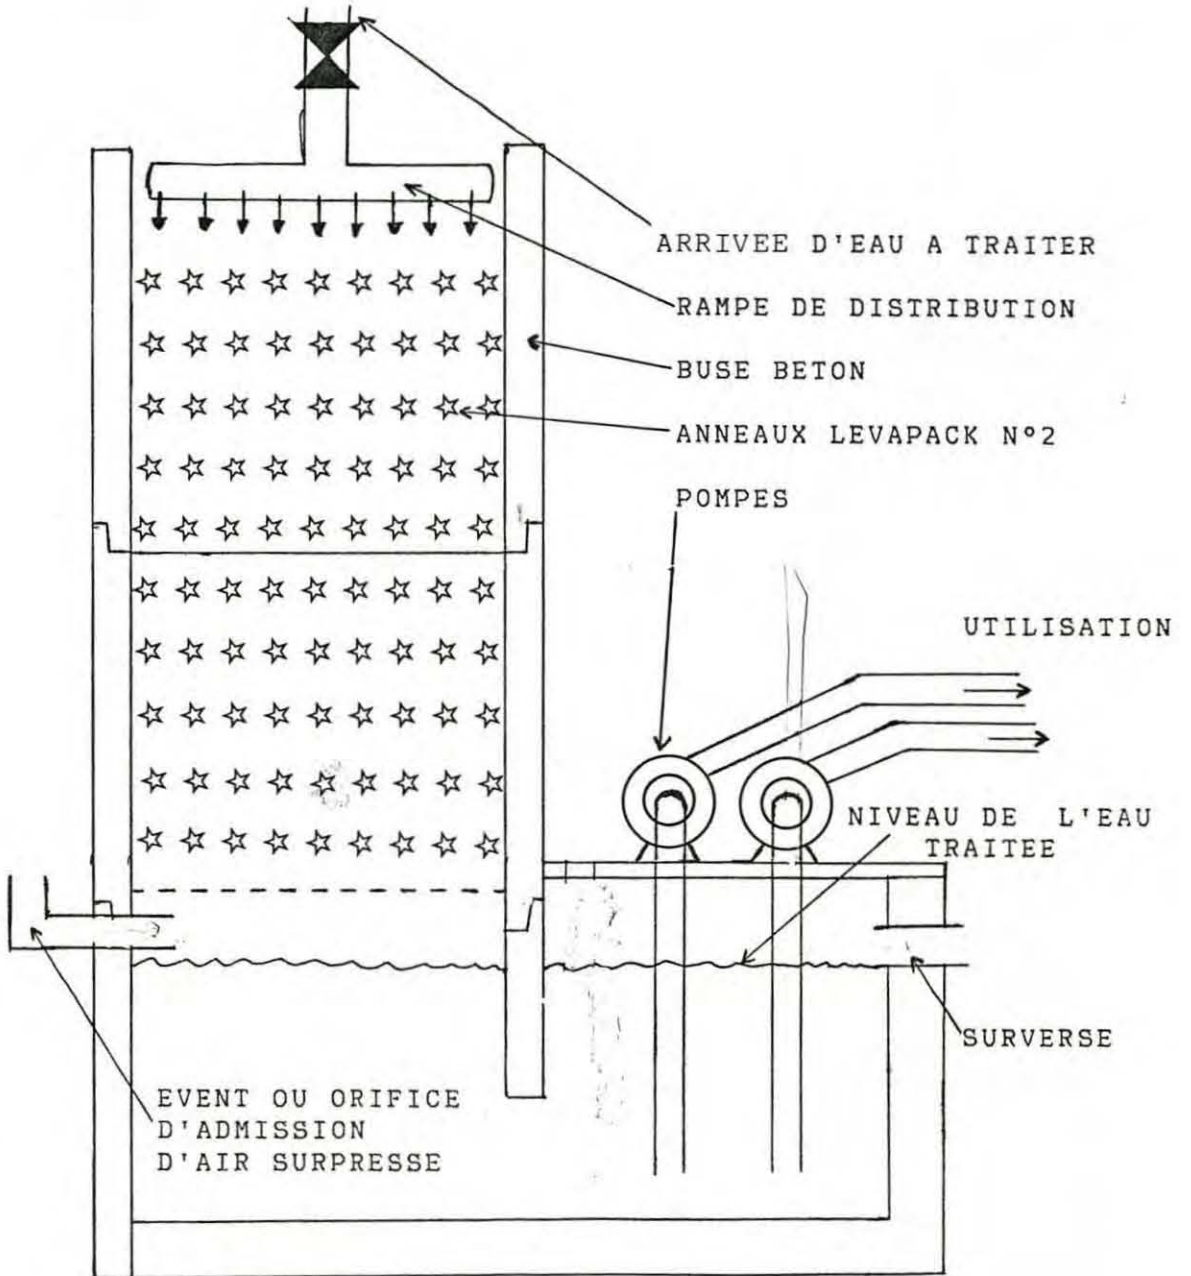 ARRIVEE D'EAU A TRAITER
RAMPE DE DISTRIBUTION
BUSE BETON
ANNEAUX LEVAPACK N°2
POMPES
UTILISATION
NIVEAU DE L'EAU
TRAITEE
SURVERSE
EVENT OU ORIFICE
D'ADMISSION
D'AIR SURPRESSE